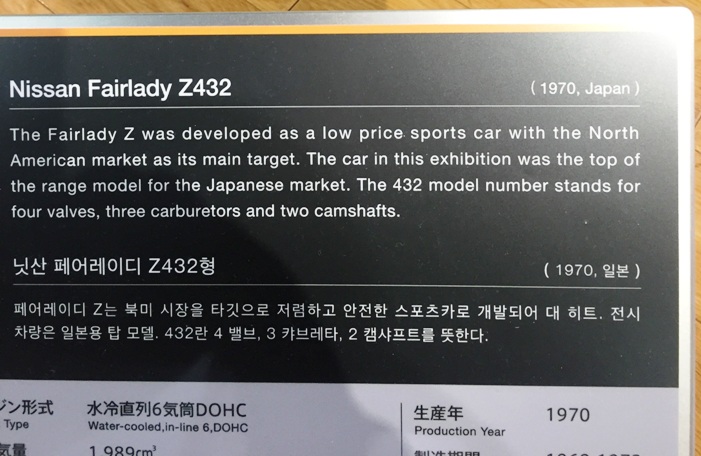 Nissan Fairlady Z432 ( 1970, Japan )
The Fairlady Z was developed as a low price sports car with the North
American market as its main target. The car in this exhibition was the top of
the range model for the Japanese market. The 432 model number stands for
four valves, three carburetors and two camshafts.
닛산 페어레이디 Z432형 ( 1970, 일본 )
페어레이디 Z는 북미 시장을 타깃으로 저렴하고 안전한 스포츠카로 개발되어 대 히트. 전시
차량은 일본용 탑 모델. 432란 4 밸브, 3 카브레타, 2 캠샤프트를 뜻한다.
ジン形式 水冷直列6気筒DOHC 生産年 1970
Type Water-cooled,in-line 6,DOHC Production Year
気量 1,989cm³